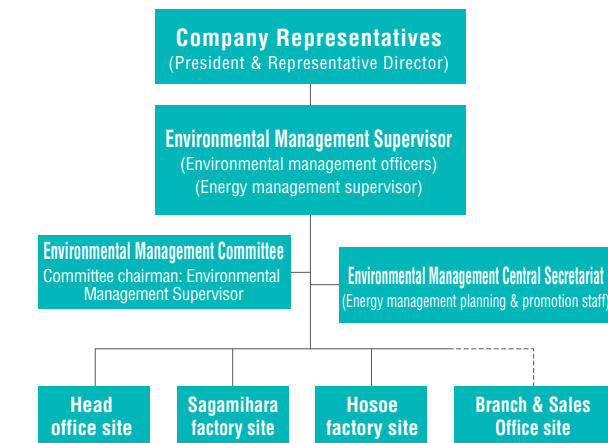 Company Representatives
(President & Representative Director)
Environmental Management Supervisor
(Environmental management officers)
(Energy management supervisor)
Environmental Management Committee
Committee chairman: Environmental
Management Supervisor
Environmental Management Central Secretariat
(Energy management planning & promotion staff)
Head
office site
Sagamihara
factory site
Hosoe
factory site
Branch & Sales
Office site